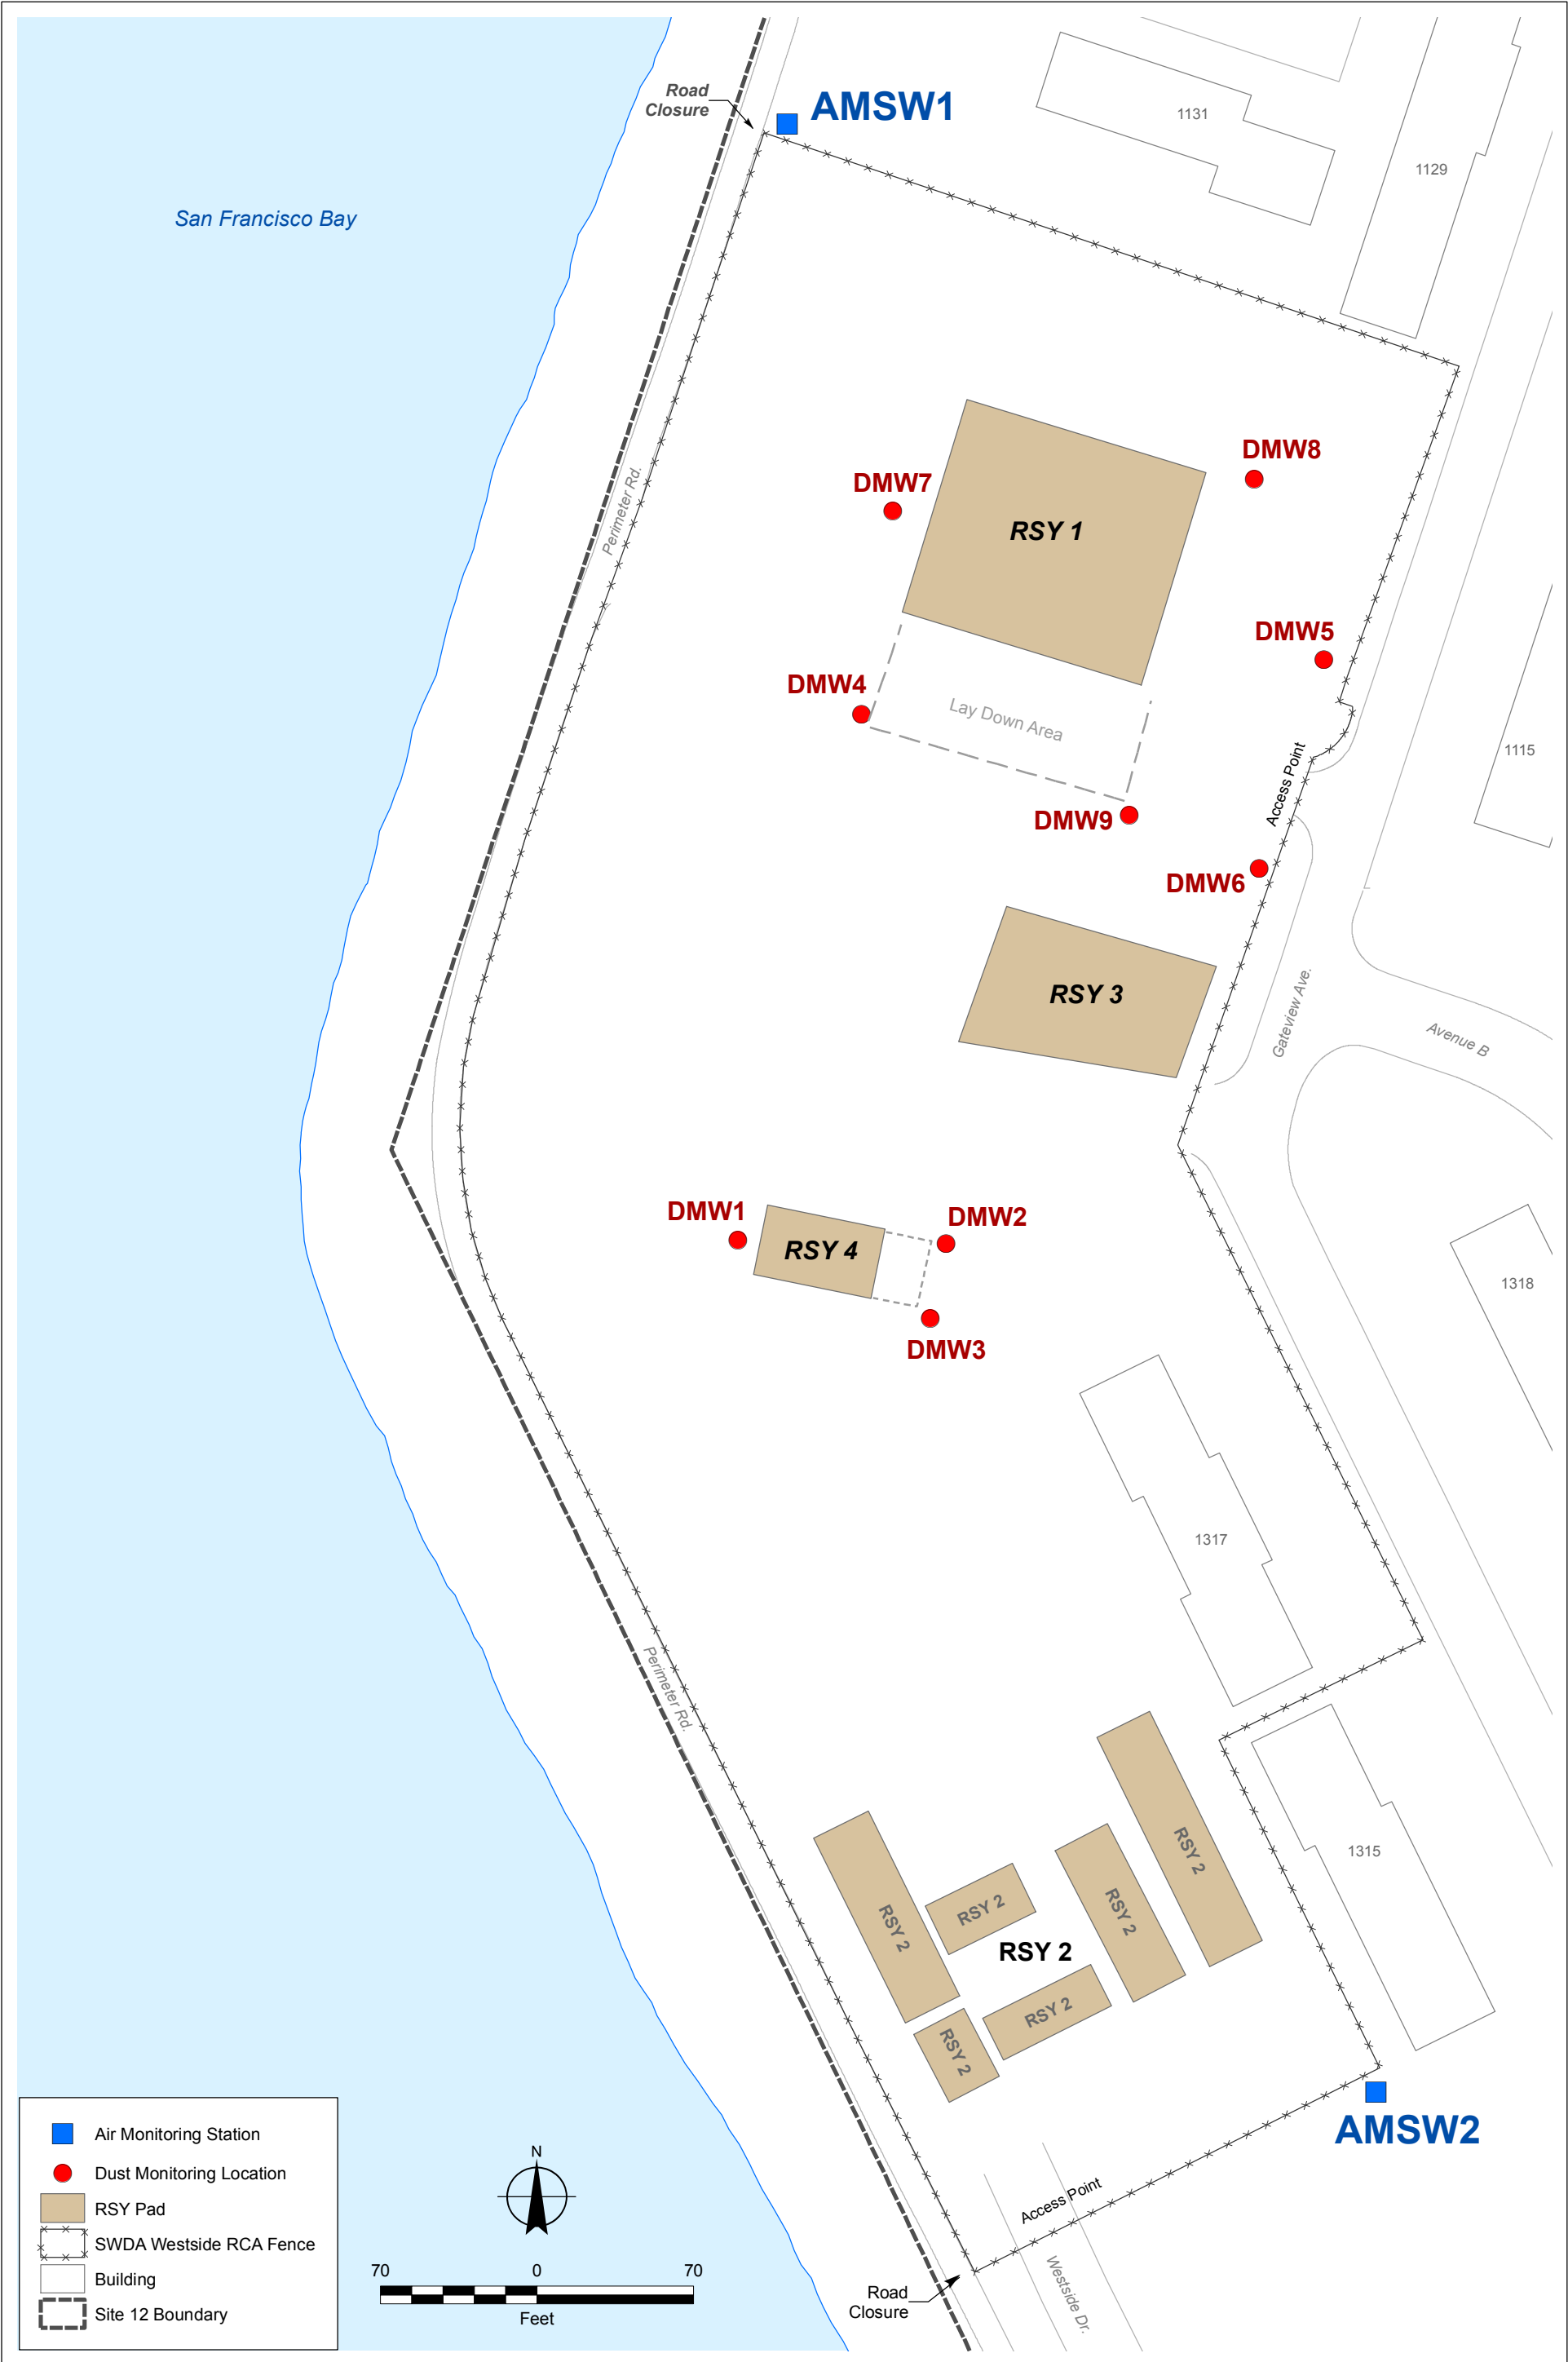 Road
Closure
AMSW1
1131
1129
San Francisco Bay
DMW8
DMW7
Perimeter Rd.
RSY 1
DMW5
DMW4
Lay Down Area
Access Point
1115
DMW9
DMW6
RSY 3
Gateview Ave.
Avenue B
DMW1
DMW2
RSY 4
1318
DMW3
1317
Perimeter Rd.
RSY 2
1315
RSY 2
RSY 2
RSY 2
RSY 2
RSY 2
RSY 2
AMSW2
Access Point
Westside Dr.
Road
Closure
Air Monitoring Station
Dust Monitoring Location
RSY Pad
SWDA Westside RCA Fence
Building
Site 12 Boundary
N
70 0 70
Feet